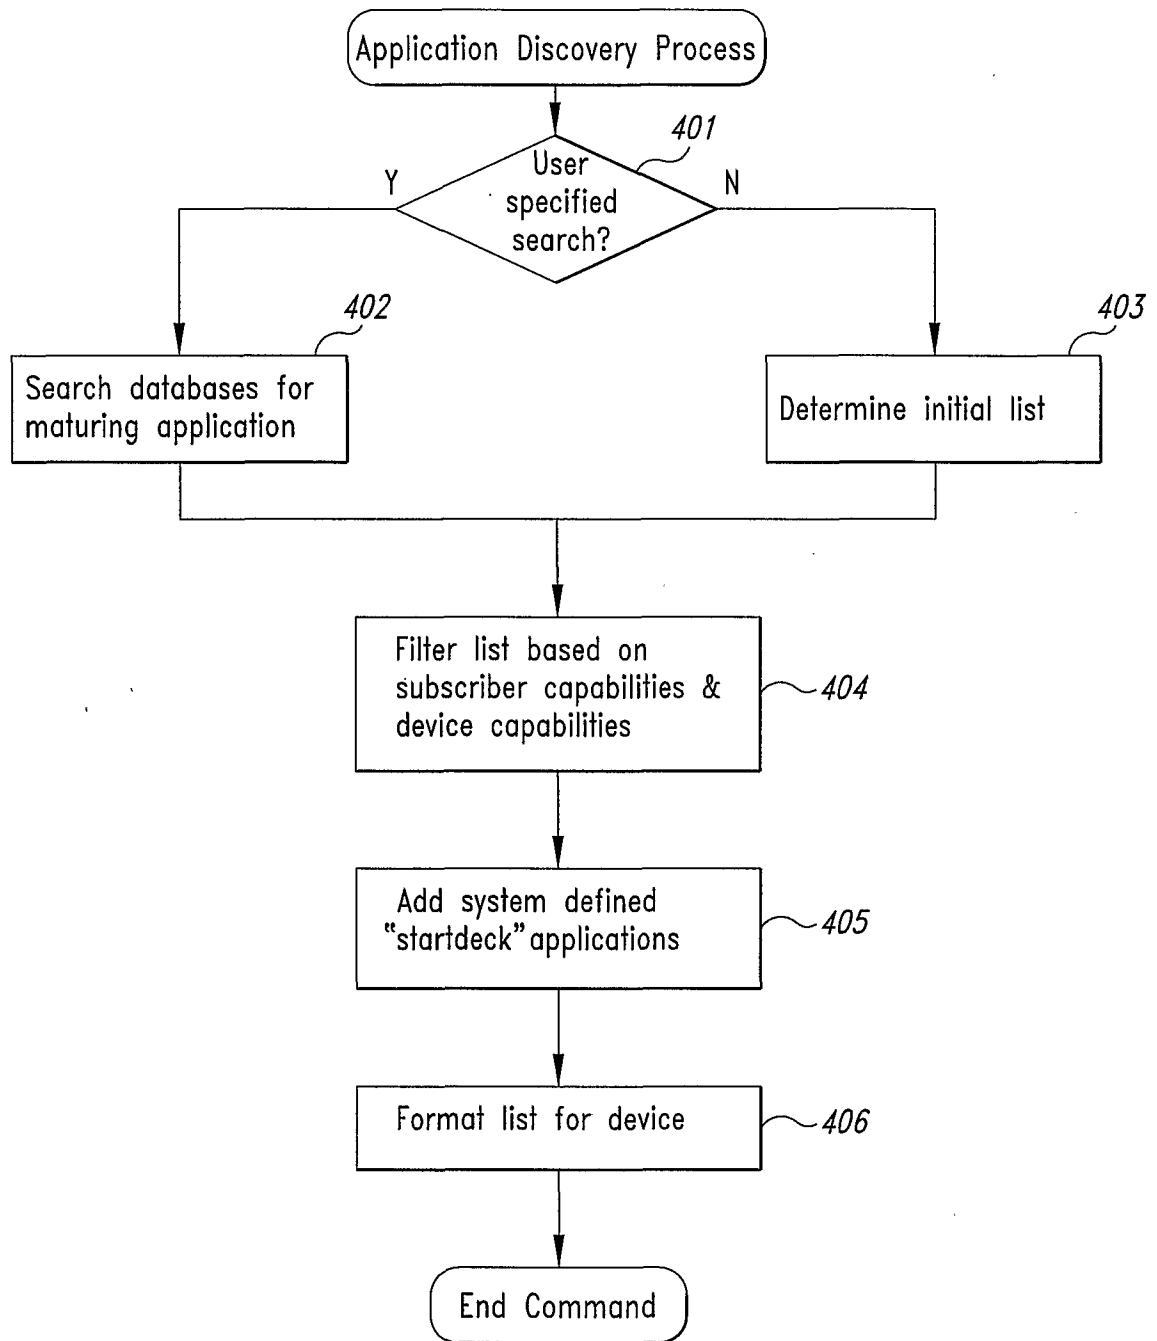 Application Discovery Process
401
User
specified
search?
Y
N
402
Search databases for
maturing application
403
Determine initial list
Filter list based on
subscriber capabilities &
device capabilities
404
Add system defined
“startdeck” applications
405
Format list for device
406
End Command